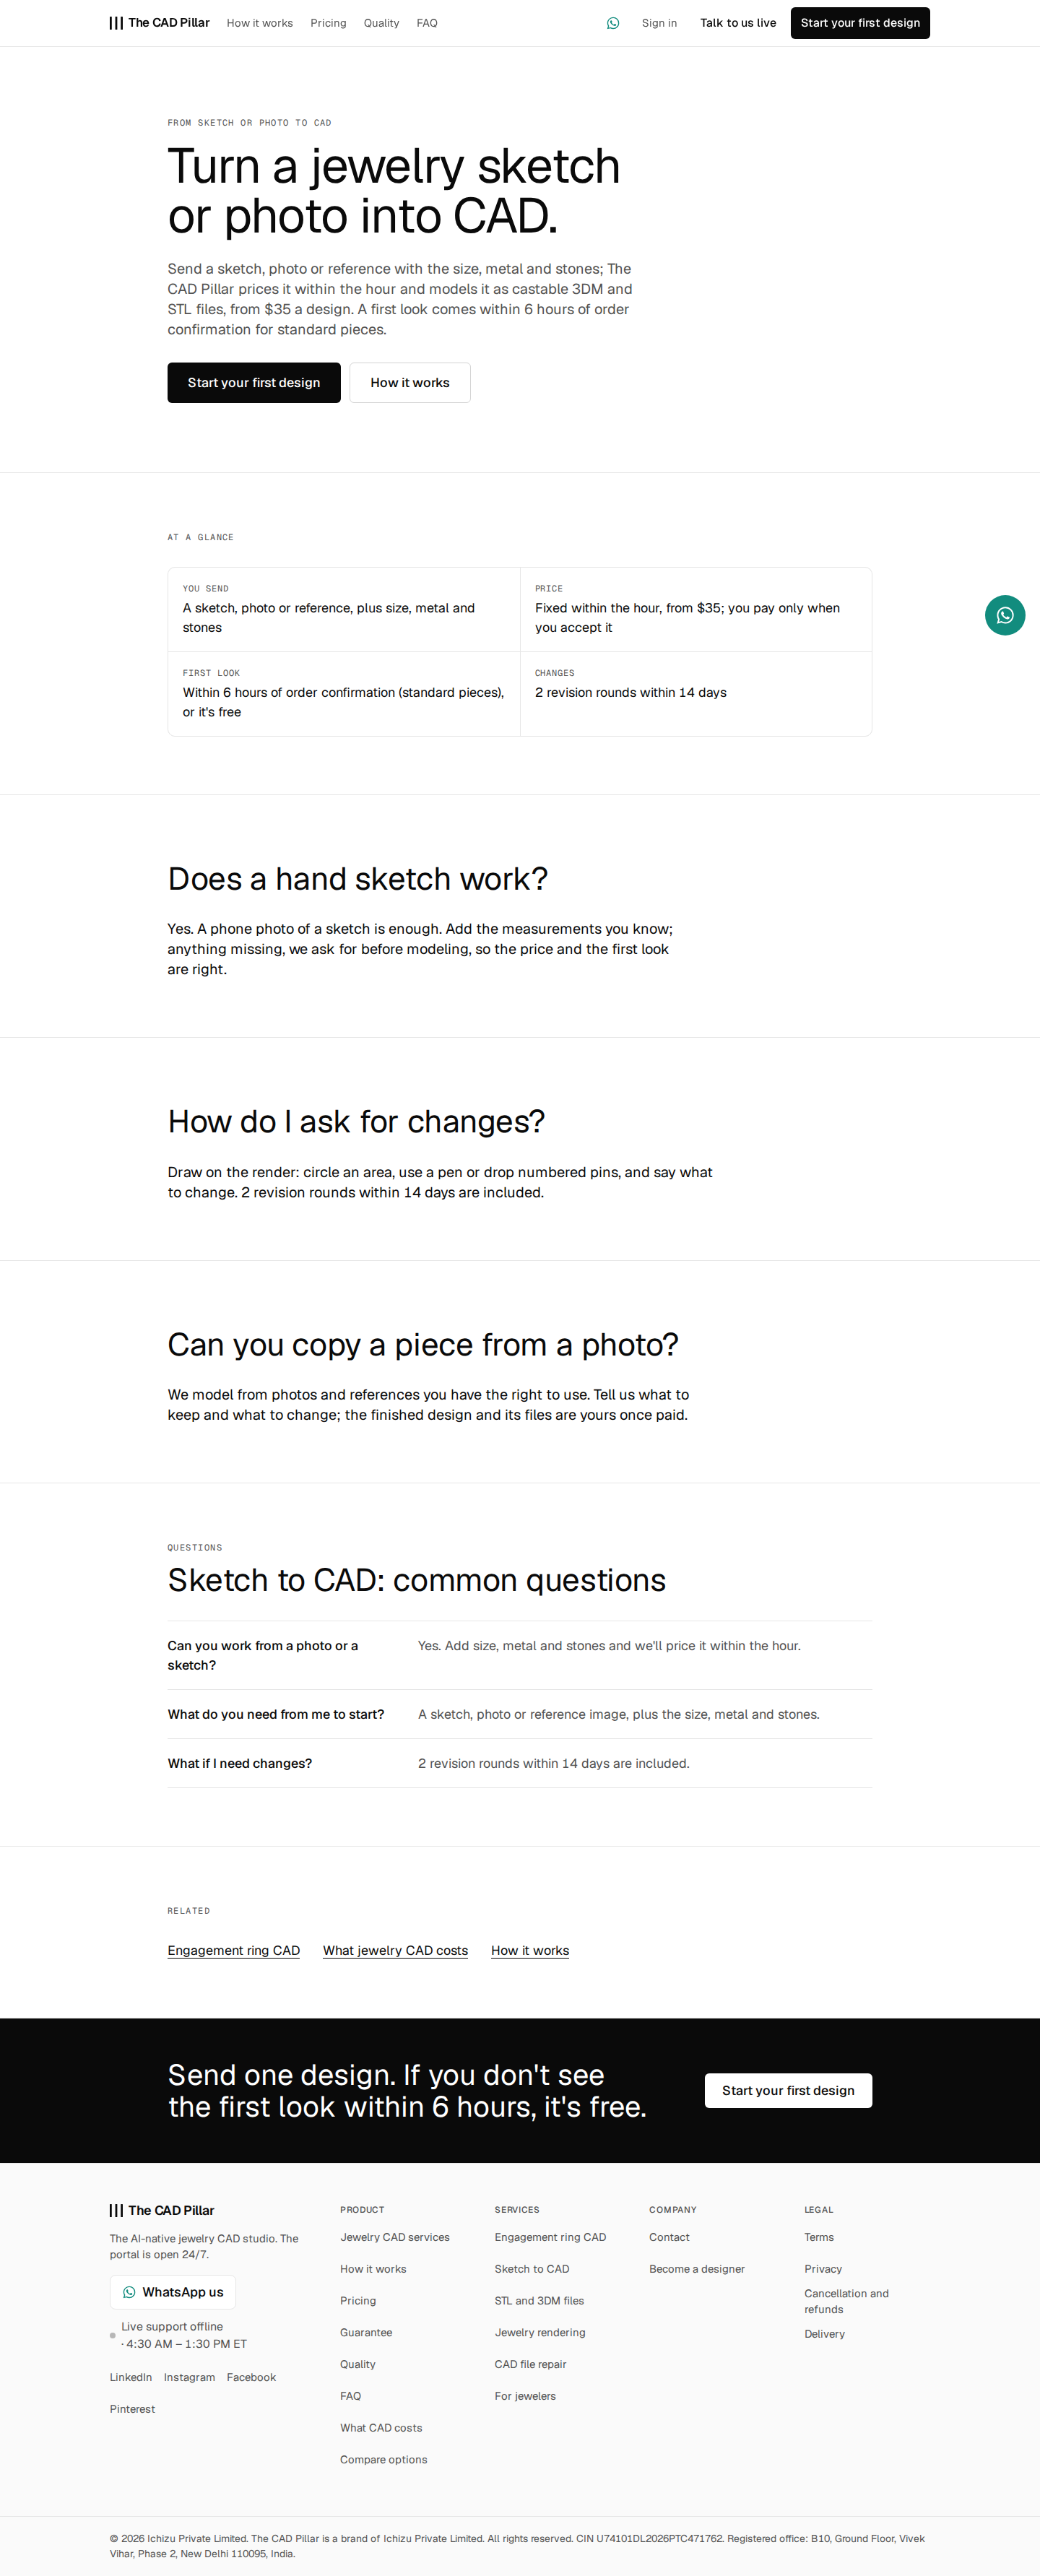 The CAD Pillar How it works Pricing Quality FAQ Sign in Talk to us live Start your first design
FROM SKETCH OR PHOTO TO CAD
Turn a jewelry sketch
or photo into CAD.
Send a sketch, photo or reference with the size, metal and stones; The
CAD Pillar prices it within the hour and models it as castable 3DM and
STL files, from $35 a design. A first look comes within 6 hours of order
confirmation for standard pieces.
Start your first design How it works
AT A GLANCE
YOU SEND
A sketch, photo or reference, plus size, metal and
stones
PRICE
Fixed within the hour, from $35; you pay only when
you accept it
FIRST LOOK
Within 6 hours of order confirmation (standard pieces),
or it's free
CHANGES
2 revision rounds within 14 days
Does a hand sketch work?
Yes. A phone photo of a sketch is enough. Add the measurements you know;
anything missing, we ask for before modeling, so the price and the first look
are right.
How do I ask for changes?
Draw on the render: circle an area, use a pen or drop numbered pins, and say what
to change. 2 revision rounds within 14 days are included.
Can you copy a piece from a photo?
We model from photos and references you have the right to use. Tell us what to
keep and what to change; the finished design and its files are yours once paid.
QUESTIONS
Sketch to CAD: common questions
Can you work from a photo or a
sketch?
Yes. Add size, metal and stones and we'll price it within the hour.
What do you need from me to start?
A sketch, photo or reference image, plus the size, metal and stones.
What if I need changes?
2 revision rounds within 14 days are included.
RELATED
Engagement ring CAD What jewelry CAD costs How it works
Send one design. If you don't see
the first look within 6 hours, it's free.
Start your first design
The CAD Pillar
The AI-native jewelry CAD studio. The
portal is open 24/7.
WhatsApp us
Live support offline
· 4:30 AM – 1:30 PM ET
LinkedIn Instagram Facebook
Pinterest
PRODUCT
Jewelry CAD services
How it works
Pricing
Guarantee
Quality
FAQ
What CAD costs
Compare options
SERVICES
Engagement ring CAD
Sketch to CAD
STL and 3DM files
Jewelry rendering
CAD file repair
For jewelers
COMPANY
Contact
Become a designer
LEGAL
Terms
Privacy
Cancellation and
refunds
Delivery
© 2026 Ichizu Private Limited. The CAD Pillar is a brand of Ichizu Private Limited. All rights reserved. CIN U74101DL2026PTC471762. Registered office: B10, Ground Floor, Vivek
Vihar, Phase 2, New Delhi 110095, India.